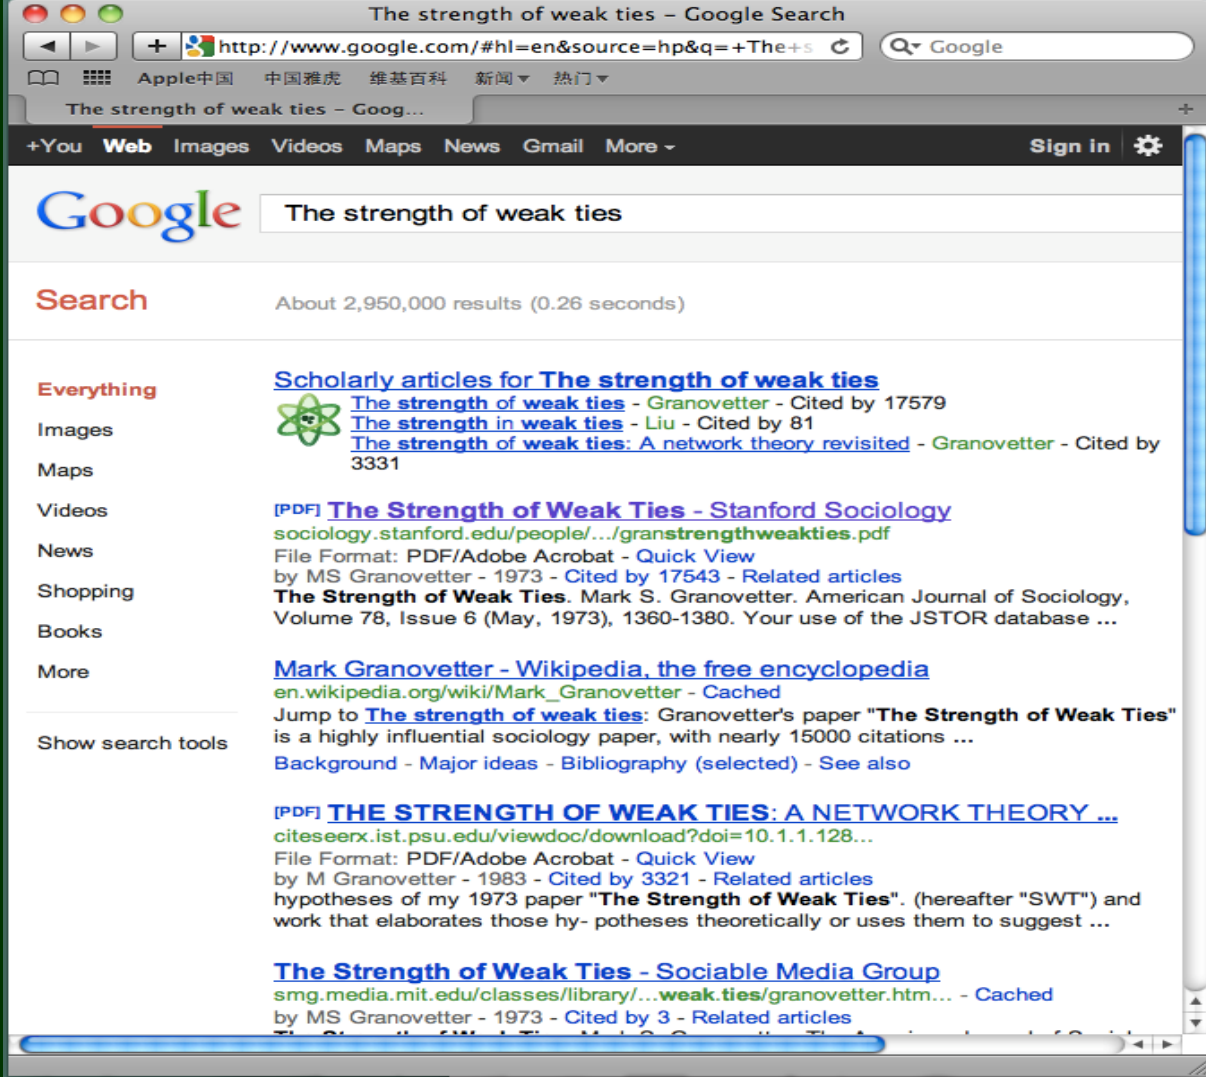 The strength of weak ties – Google Search
http://www.google.com/#hl=en&source=hp&q=+The+s
Google
Apple中国 中国雅虎 维基百科 新闻 热门
The strength of weak ties – Goog...
+You Web Images Videos Maps News Gmail More Sign in
Google The strength of weak ties
Search About 2,950,000 results (0.26 seconds)
Everything
Images
Maps
Videos
News
Shopping
Books
More
Show search tools
Scholarly articles for The strength of weak ties
The strength of weak ties - Granovetter - Cited by 17579
The strength in weak ties - Liu - Cited by 81
The strength of weak ties: A network theory revisited - Granovetter - Cited by
3331
[PDF] The Strength of Weak Ties - Stanford Sociology
sociology.stanford.edu/people/.../granstrengthweakties.pdf
File Format: PDF/Adobe Acrobat - Quick View
by MS Granovetter - 1973 - Cited by 17543 - Related articles
The Strength of Weak Ties. Mark S. Granovetter. American Journal of Sociology,
Volume 78, Issue 6 (May, 1973), 1360-1380. Your use of the JSTOR database ...
Mark Granovetter - Wikipedia, the free encyclopedia
en.wikipedia.org/wiki/Mark_Granovetter - Cached
Jump to The strength of weak ties: Granovetter's paper "The Strength of Weak Ties"
is a highly influential sociology paper, with nearly 15000 citations ...
Background - Major ideas - Bibliography (selected) - See also
[PDF] THE STRENGTH OF WEAK TIES: A NETWORK THEORY ...
citeseerx.ist.psu.edu/viewdoc/download?doi=10.1.1.128...
File Format: PDF/Adobe Acrobat - Quick View
by M Granovetter - 1983 - Cited by 3321 - Related articles
hypotheses of my 1973 paper "The Strength of Weak Ties". (hereafter "SWT") and
work that elaborates those hy- potheses theoretically or uses them to suggest ...
The Strength of Weak Ties - Sociable Media Group
smg.media.mit.edu/classes/library/...weak.ties/granovetter.htm... - Cached
by MS Granovetter - 1973 - Cited by 3 - Related articles